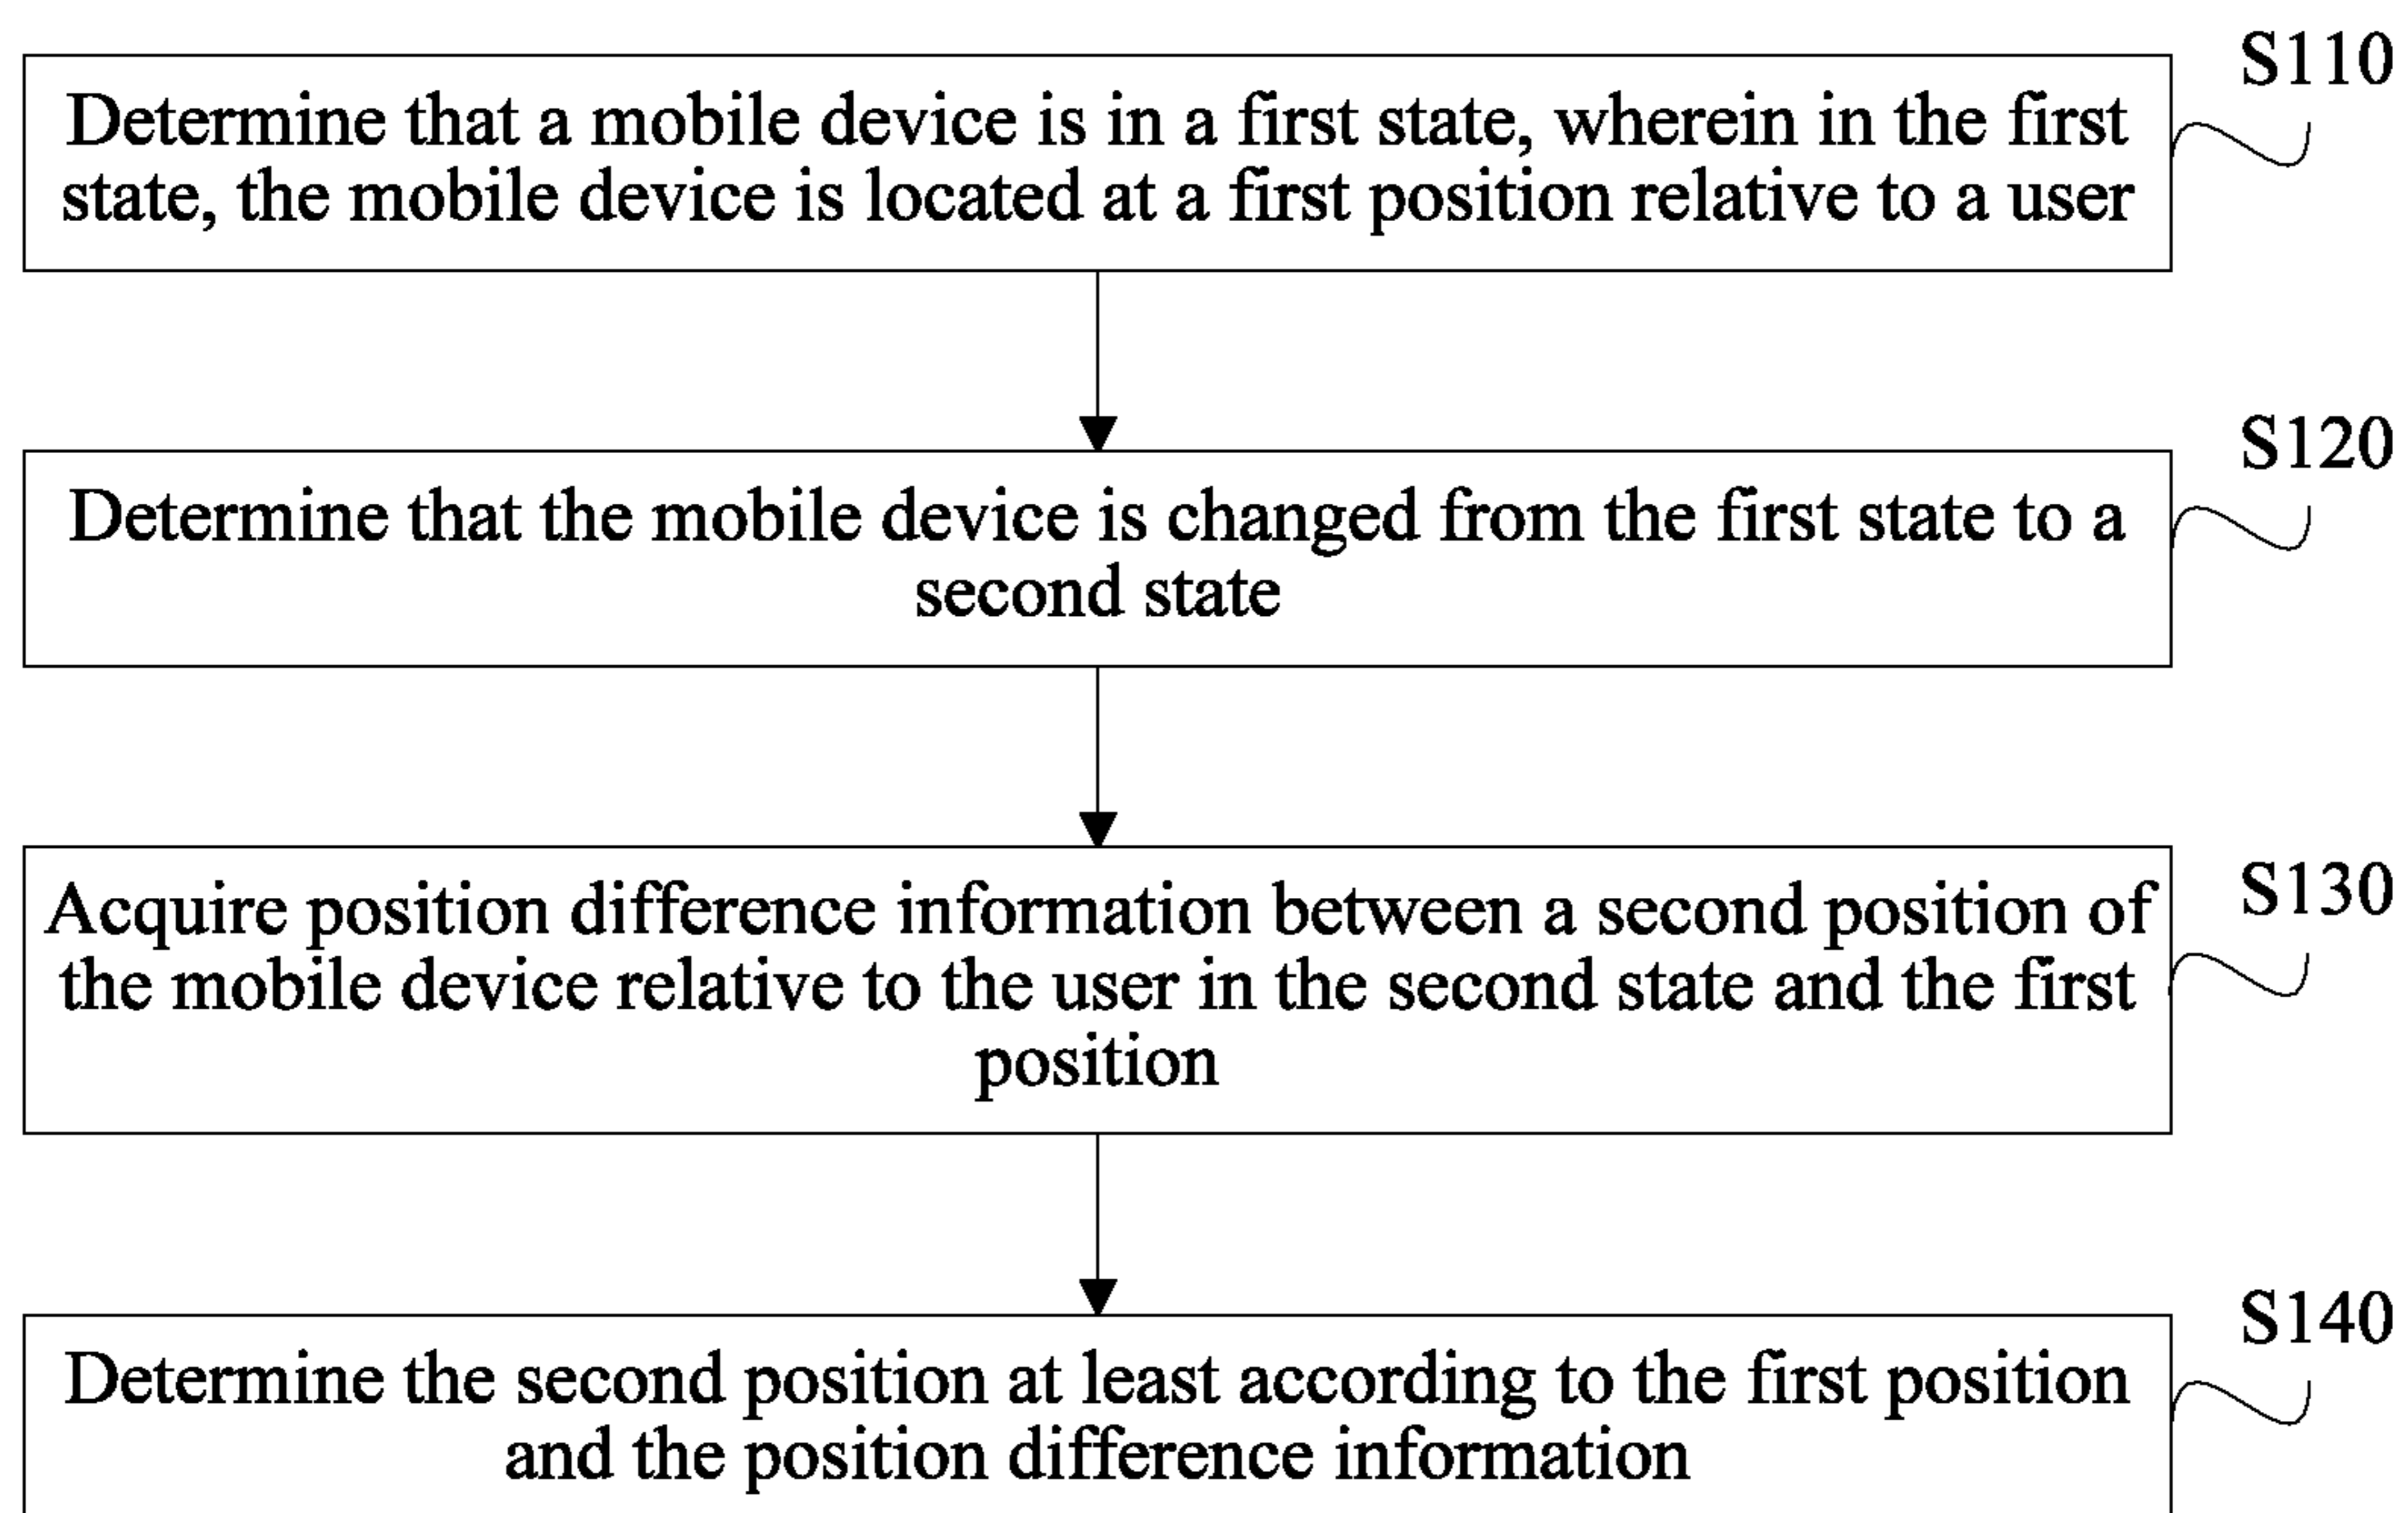 S110
Determine that a mobile device is in a first state, wherein in the first
state, the mobile device is located at a first position relative to a user
S120
Determine that the mobile device is changed from the first state to a
second state
S130
Acquire position difference information between a second position of
the mobile device relative to the user in the second state and the first
position
S140
Determine the second position at least according to the first position
and the position difference information